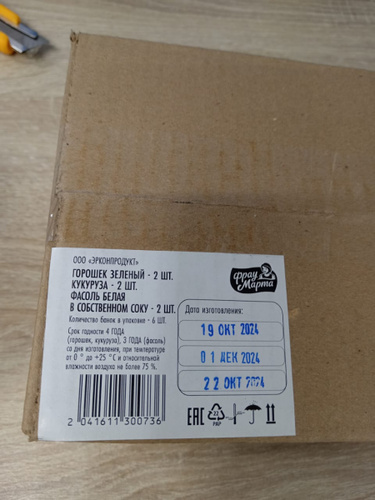 ООО «ЭРКОНПРОДУКТ»
ГОРОШЕК ЗЕЛЕНЫЙ - 2 ШТ.
КУКУРУЗА - 2 ШТ.
ФАСОЛЬ БЕЛАЯ
В СОБСТВЕННОМ СОКУ - 2 ШТ.
Количество банок в упаковке - 6 ШТ.
Срок годности 4 ГОДА
(горошек, кукуруза), 3 ГОДА (фасоль)
со дня изготовления, при температуре
от 0 ° до +25 °С и относительной
влажности воздуха не более 75 %.
2 041611 300736
Фрау
Марта
Дата изготовления:
19 ОКТ 2024
01 ДЕК 2024
22 ОКТ 2024
EAC
22
PAP